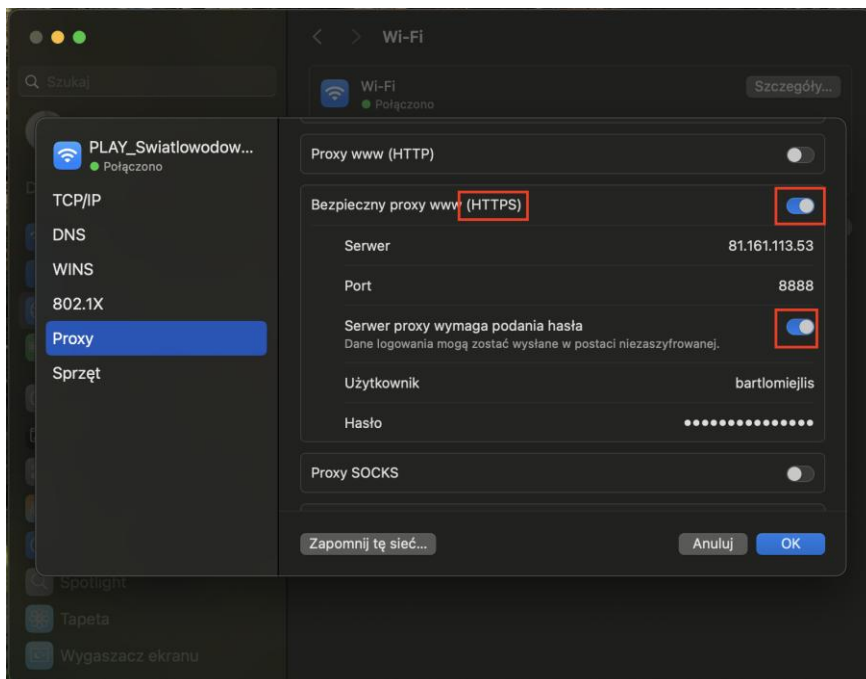 Wi-Fi
Szukaj
Wi-Fi
Połączono
Szczegóły...
PLAY_Swiatlowodow...
Połączono
TCP/IP
DNS
WINS
802.1X
Proxy
Sprzęt
Proxy www (HTTP)
Bezpieczny proxy www (HTTPS)
Serwer 81.161.113.53
Port 8888
Serwer proxy wymaga podania hasła
Dane logowania mogą zostać wysłane w postaci niezaszyfrowanej.
Użytkownik bartlomiejlis
Hasło ●●●●●●●●●●●●●●●
Proxy SOCKS
Zapomnij tę sieć...
Anuluj
OK
Spotlight
Tapeta
Wygaszacz ekranu